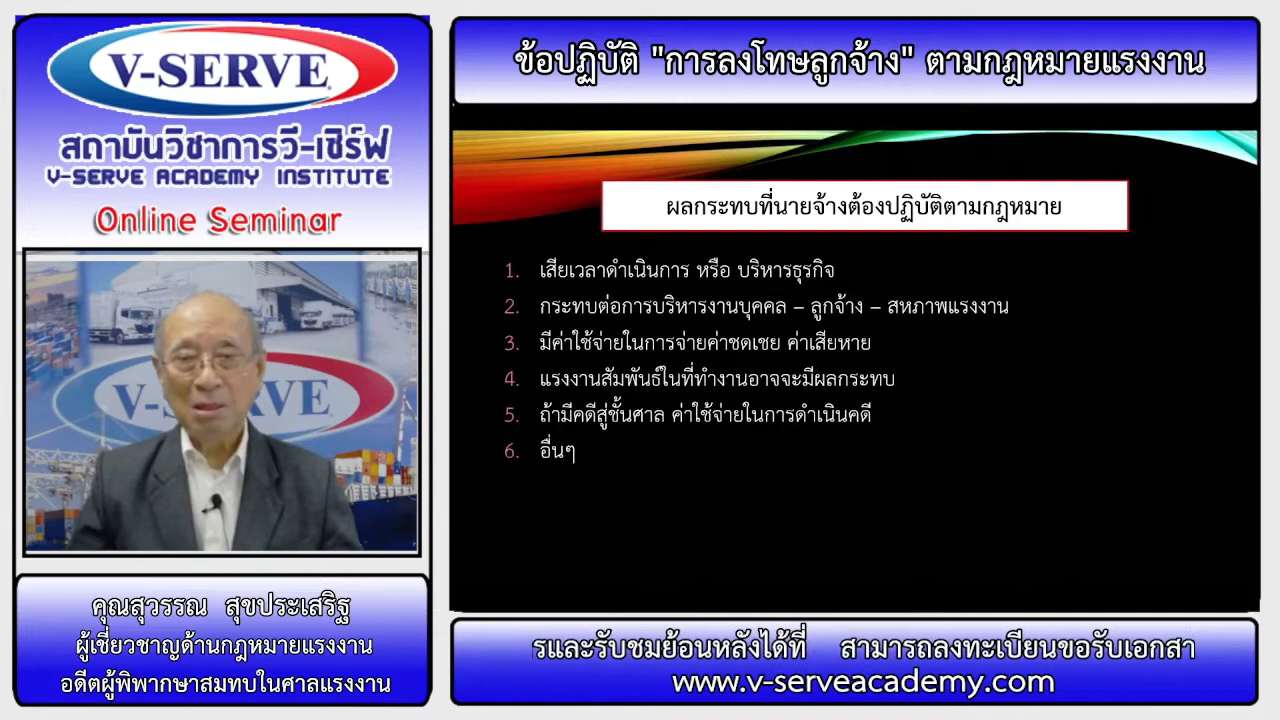 V-SERVE
สถาบันวิชาการวี-เซิร์ฟ
V-SERVE ACADEMY INSTITUTE
Online Seminar
คุณสุวรรณ สุขประเสริฐ
ผู้เชี่ยวชาญด้านกฎหมายแรงงาน
อดีตผู้พิพากษาสมทบในศาลแรงงาน
ข้อปฏิบัติ "การลงโทษลูกจ้าง" ตามกฎหมายแรงงาน
ผลกระทบที่นายจ้างต้องปฏิบัติตามกฎหมาย
1. เสียเวลาดำเนินการ หรือ บริหารธุรกิจ
2. กระทบต่อการบริหารงานบุคคล – ลูกจ้าง – สหภาพแรงงาน
3. มีค่าใช้จ่ายในการจ่ายค่าชดเชย ค่าเสียหาย
4. แรงงานสัมพันธ์ในที่ทำงานอาจจะมีผลกระทบ
5. ถ้ามีคดีสู่ชั้นศาล ค่าใช้จ่ายในการดำเนินคดี
6. อื่นๆ
รและรับชมย้อนหลังได้ที่ สามารถลงทะเบียนขอรับเอกสา
www.v-serveacademy.com